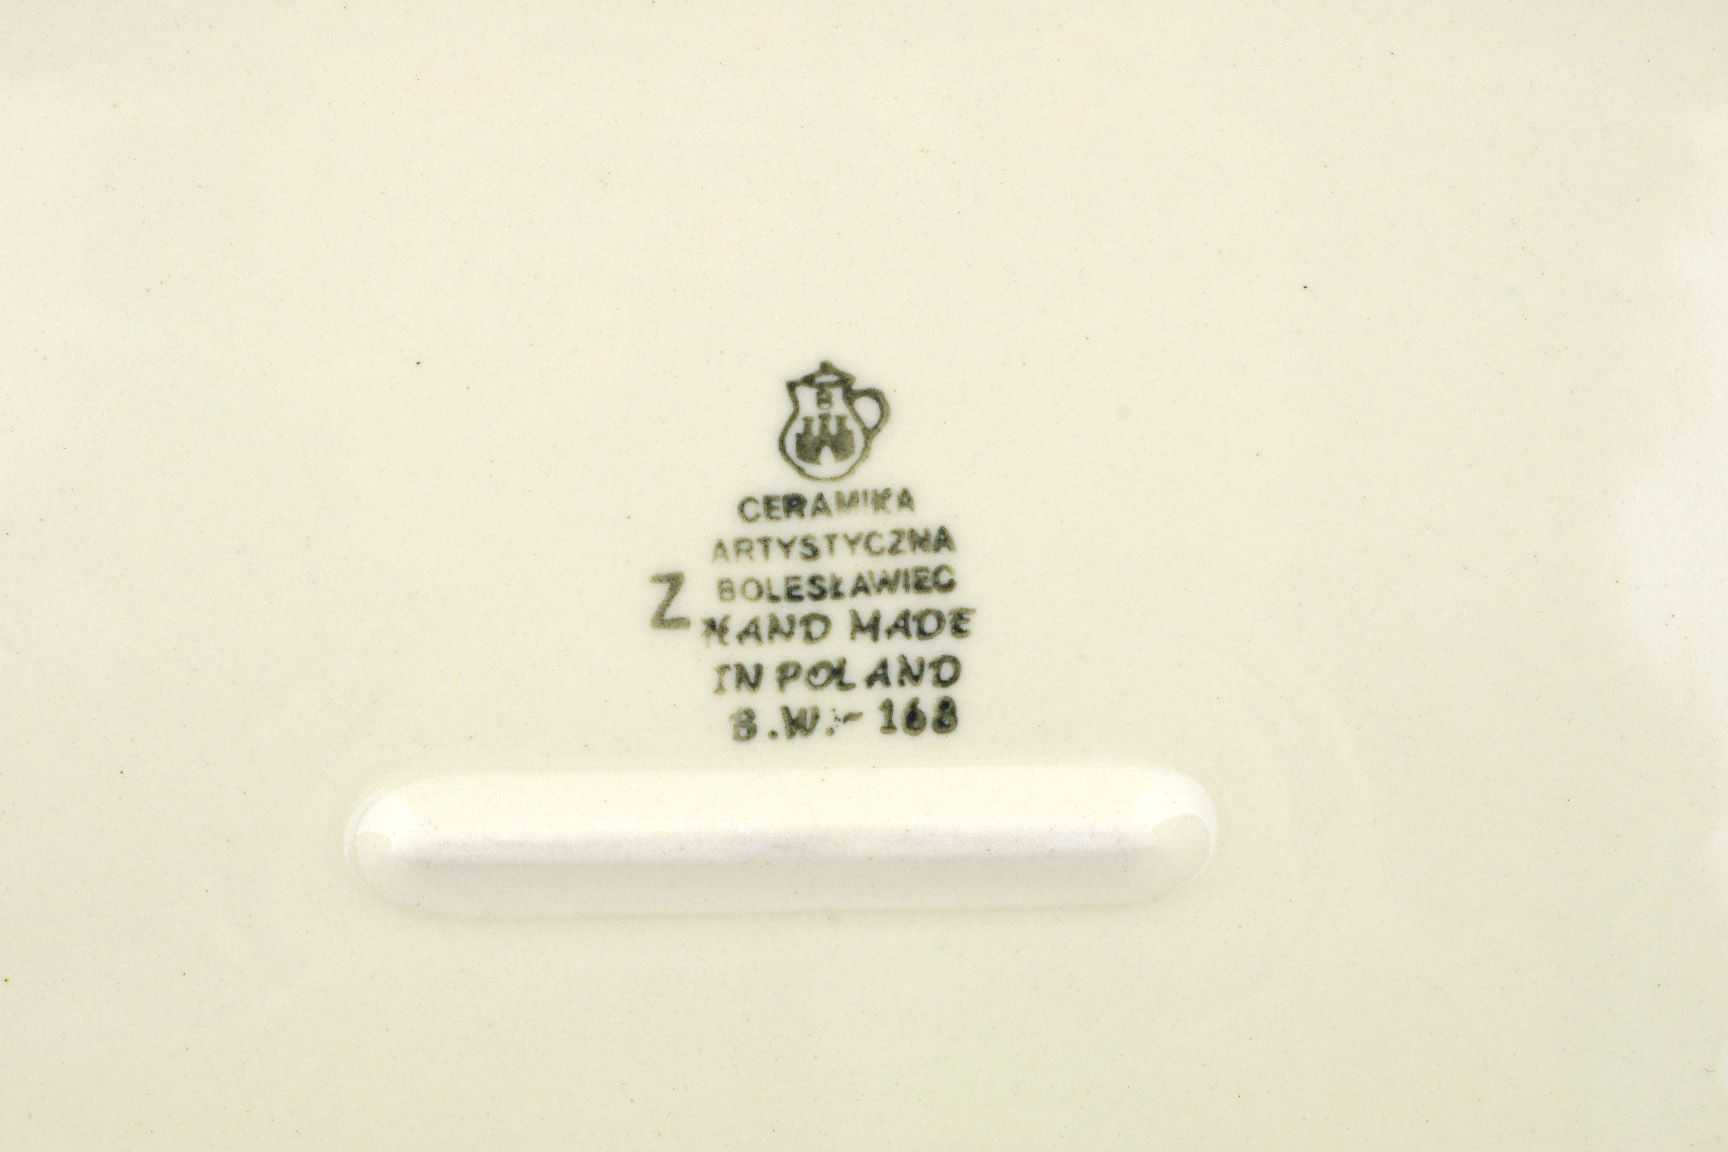 B
CERAMIKA
ARTYSTYCZNA
Z BOLESŁAWIEC
HAND MADE
IN POLAND
B.W.- 168